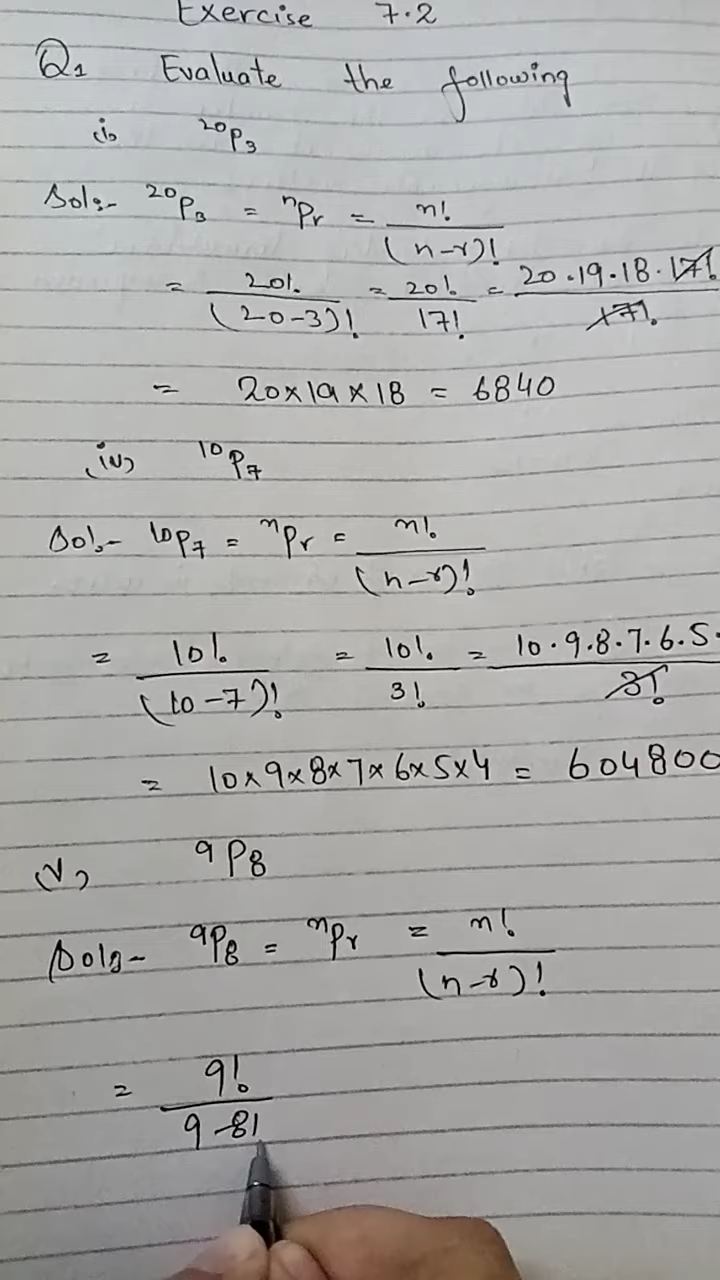 Exercise 7.2
Q1 Evaluate the following
(i) ²⁰P₃
Sol:- ²⁰P₃ = ⁿPr = n! / (n-r)!
= 20! / (20-3)! = 20! / 17! = 20·19·18·17! / 17!
= 20×19×18 = 6840
(iv) ¹⁰P₇
Sol:- ¹⁰P₇ = ⁿPr = n! / (n-r)!
= 10! / (10-7)! = 10! / 3! = 10·9·8·7·6·5· / 3!
= 10×9×8×7×6×5×4 = 604800
(v) ⁹P₈
Sol:- ⁹P₈ = ⁿPr = n! / (n-r)!
= 9! / 9-8